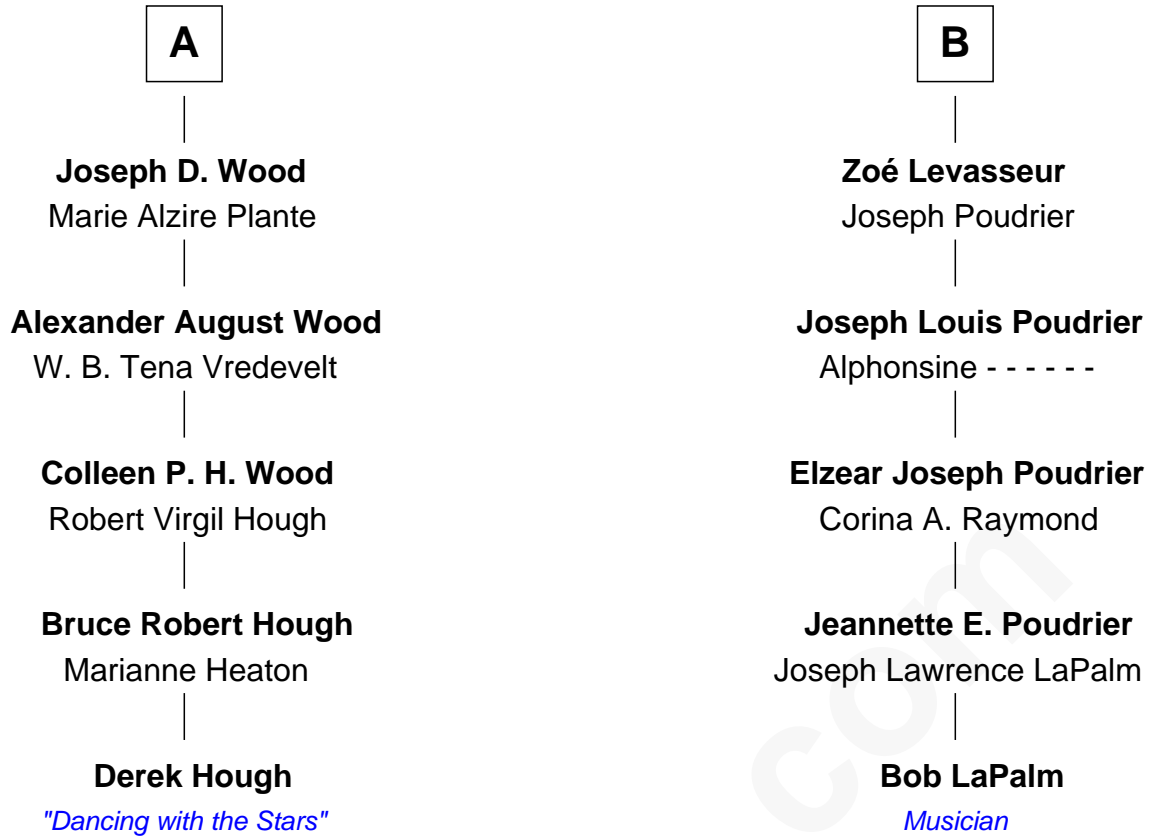 A
Joseph D. Wood
Marie Alzire Plante
Alexander August Wood
W. B. Tena Vredevelt
Colleen P. H. Wood
Robert Virgil Hough
Bruce Robert Hough
Marianne Heaton
Derek Hough
"Dancing with the Stars"
B
Zoé Levasseur
Joseph Poudrier
Joseph Louis Poudrier
Alphonsine - - - - - -
Elzear Joseph Poudrier
Corina A. Raymond
Jeannette E. Poudrier
Joseph Lawrence LaPalm
Bob LaPalm
Musician
com